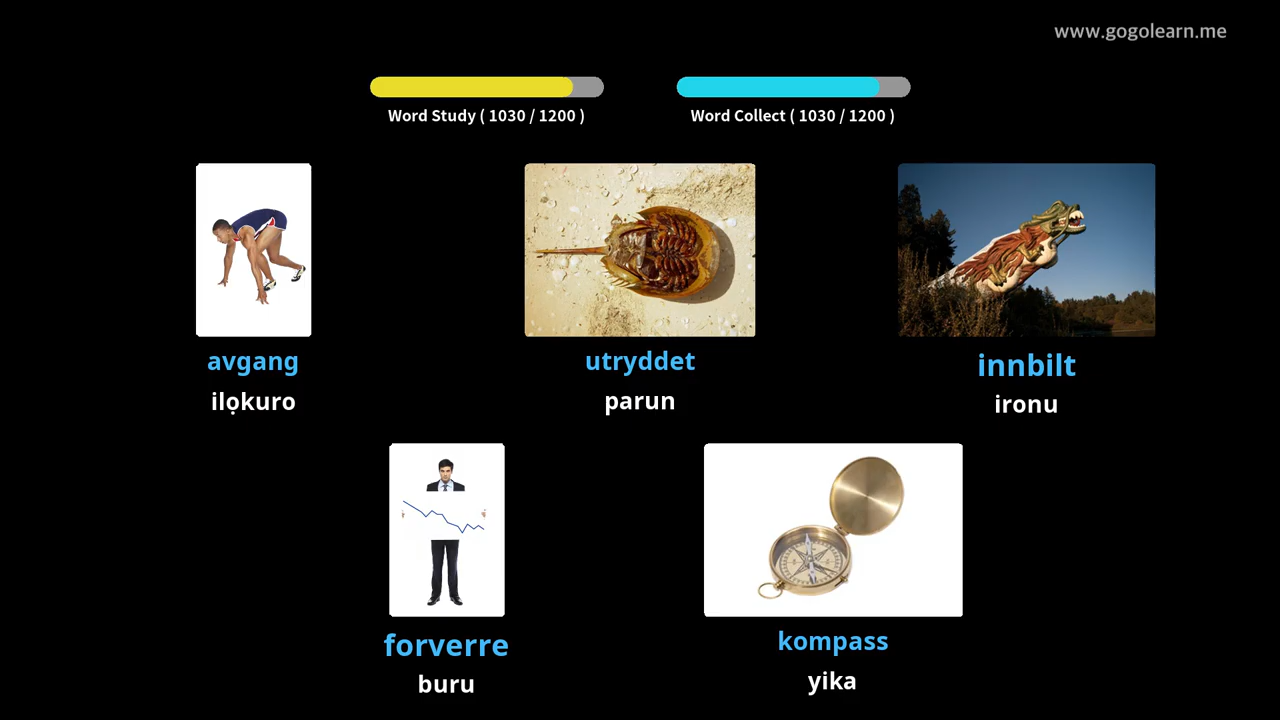 www.gogolearn.me
Word Study ( 1030 / 1200 )
Word Collect ( 1030 / 1200 )
avgang
ilọkuro
utryddet
parun
innbilt
ironu
forverre
buru
kompass
yika